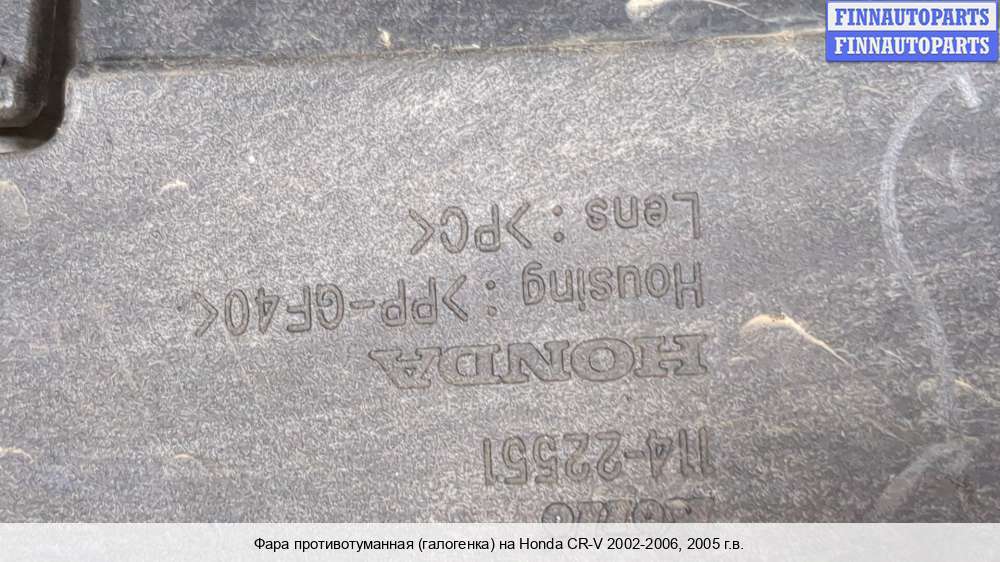 FINNAUTOPARTS
FINNAUTOPARTS
114-22551
HONDA
Housing : >PP-GF40<
Lens : >PC<
Фара противотуманная (галогенка) на Honda CR-V 2002-2006, 2005 г.в.